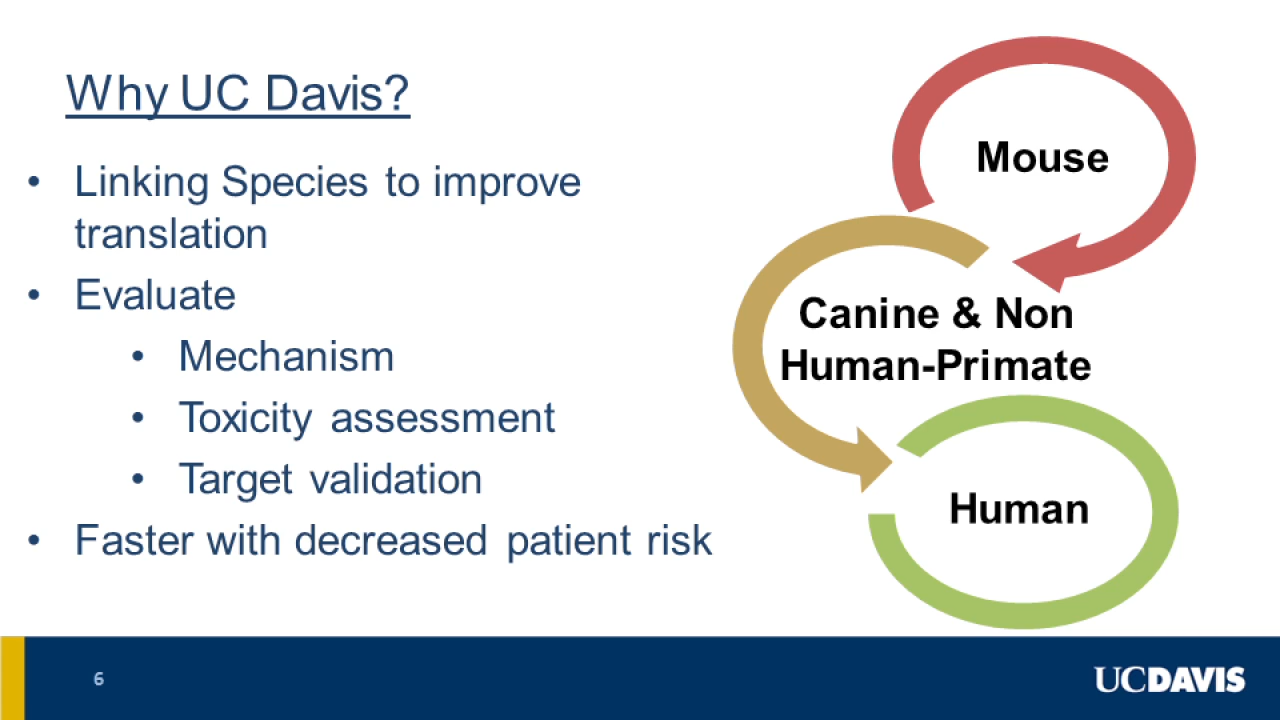 Why UC Davis?
• Linking Species to improve
translation
• Evaluate
• Mechanism
• Toxicity assessment
• Target validation
• Faster with decreased patient risk
Mouse
Canine & Non
Human-Primate
Human
6
UCDAVIS